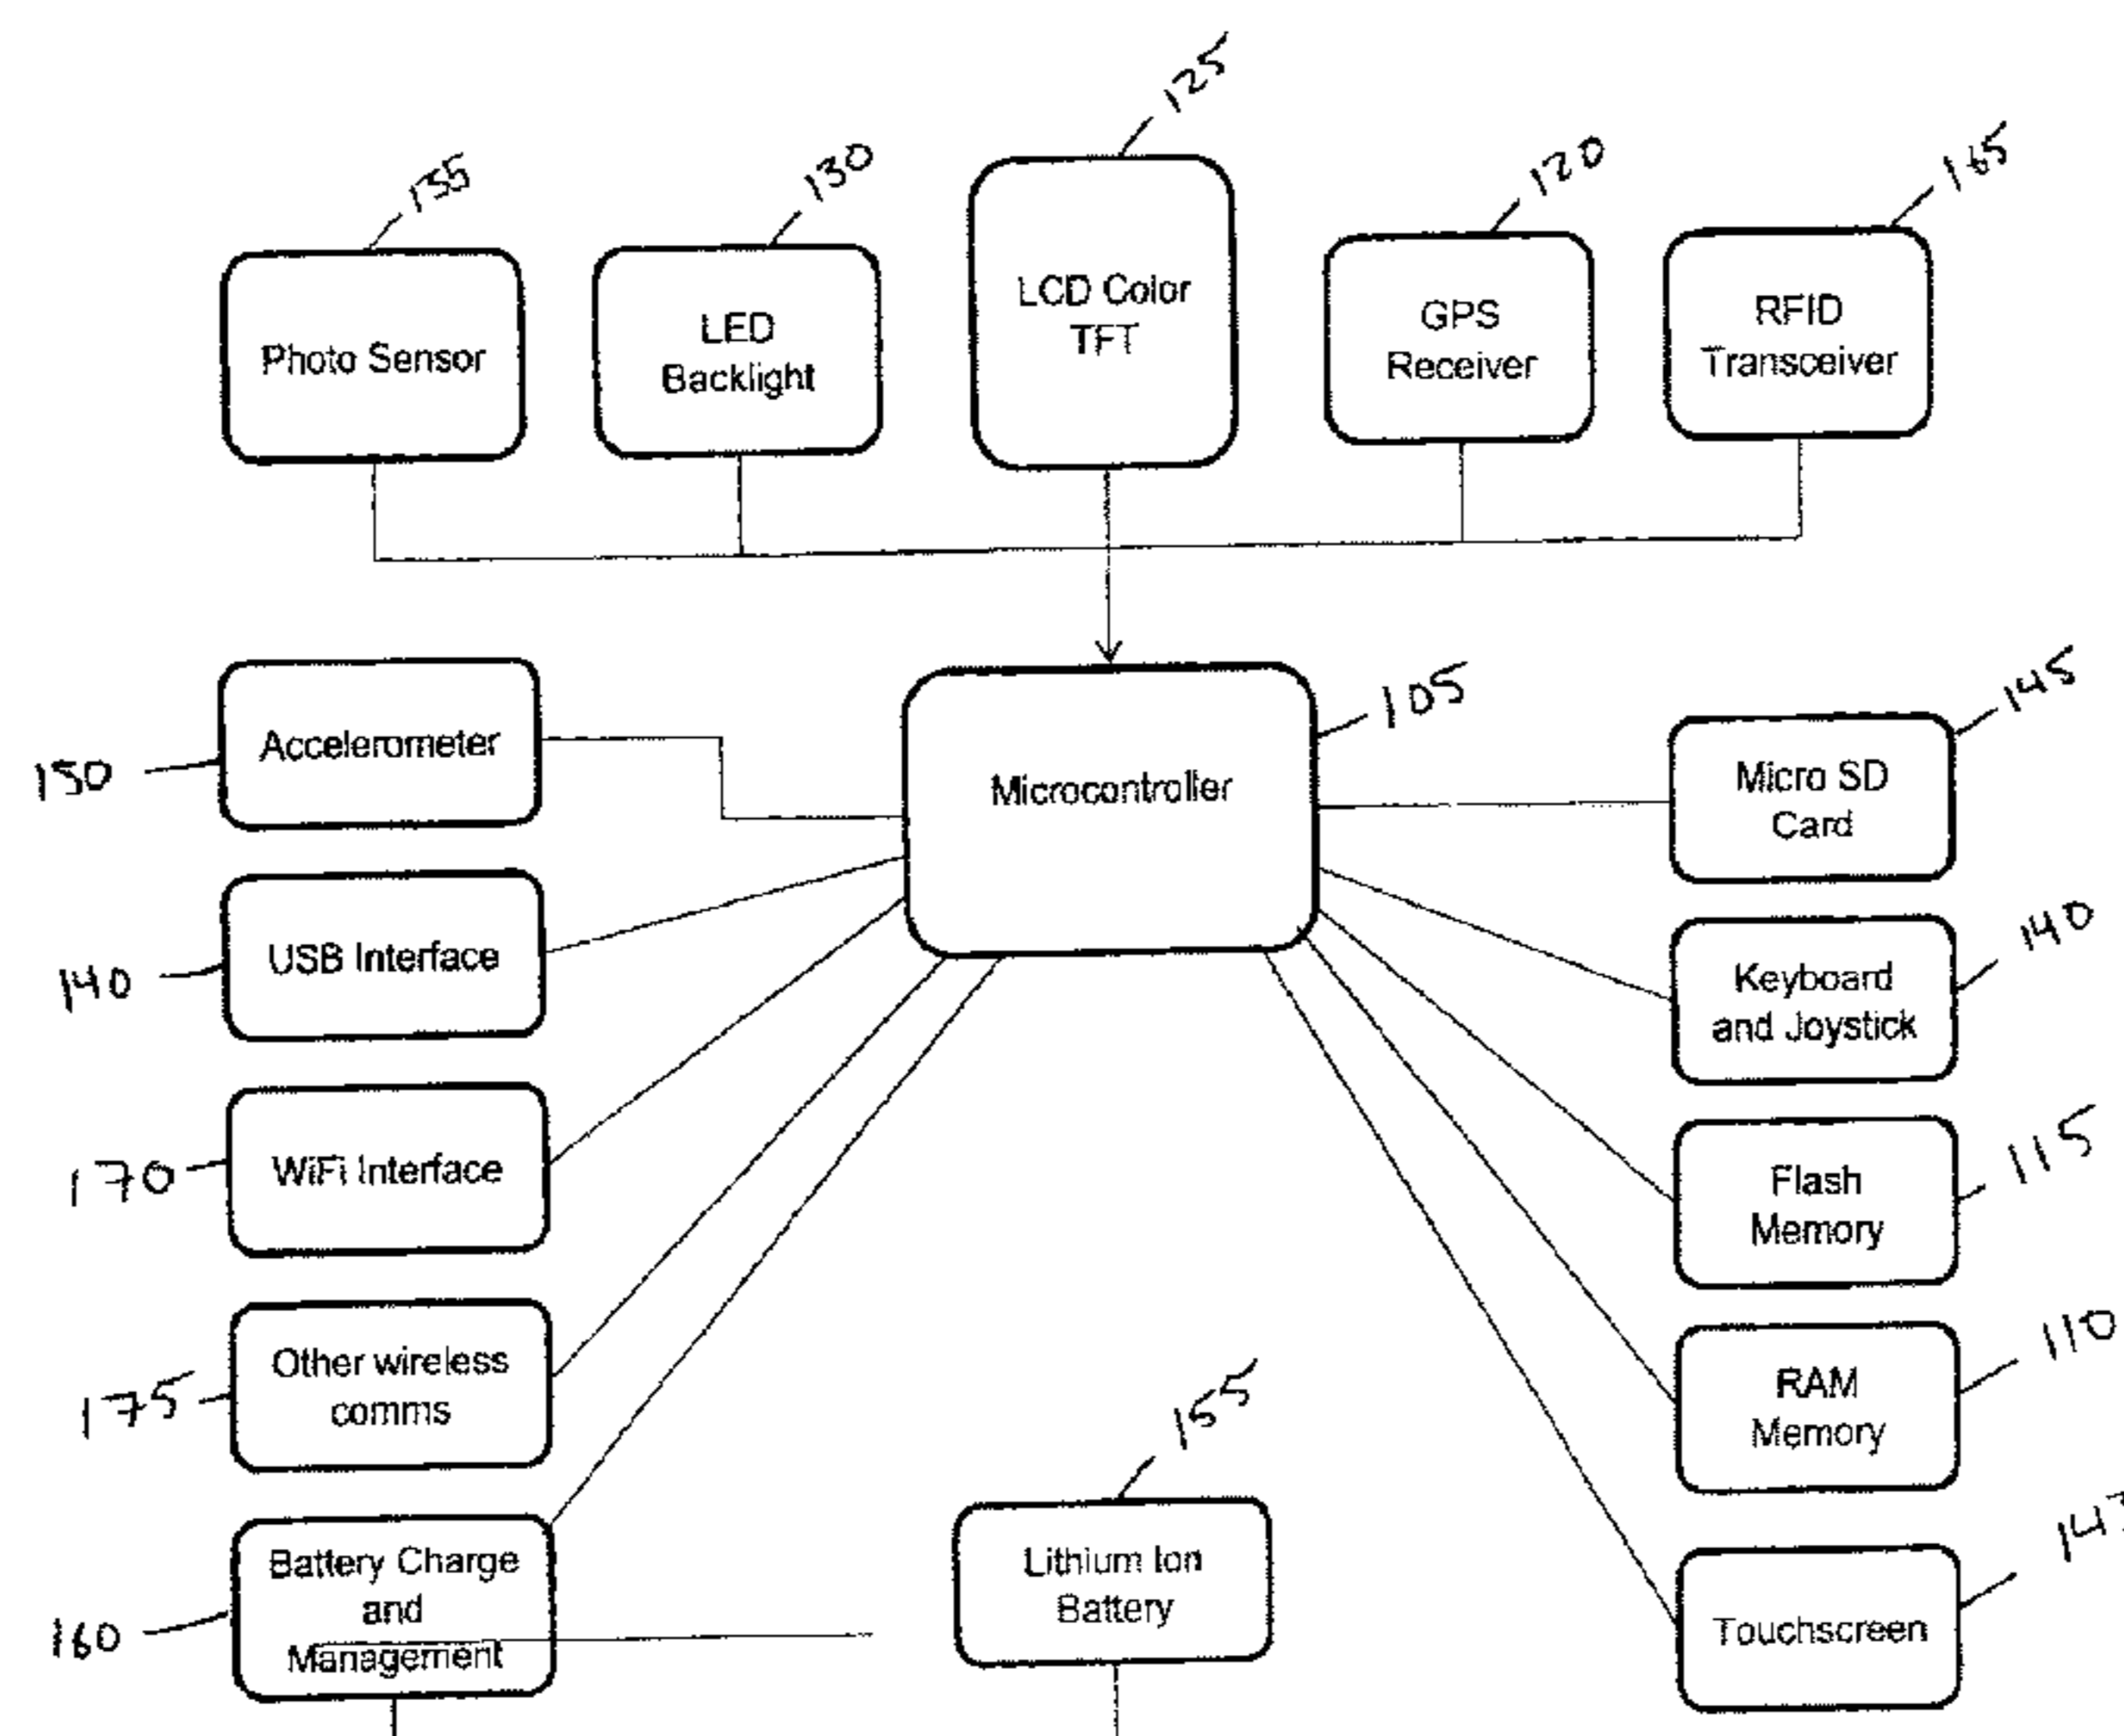 125
135
130
120
165
Photo Sensor
LED
Backlight
LCD Color
TFT
GPS
Receiver
RFID
Transceiver
Accelerometer
150
Microcontroller
105
Micro SD
Card
145
USB Interface
140
Keyboard
and Joystick
140
WiFi Interface
170
Flash
Memory
115
Other wireless
comms
175
RAM
Memory
110
155
Battery Charge
and
Management
160
Lithium Ion
Battery
Touchscreen